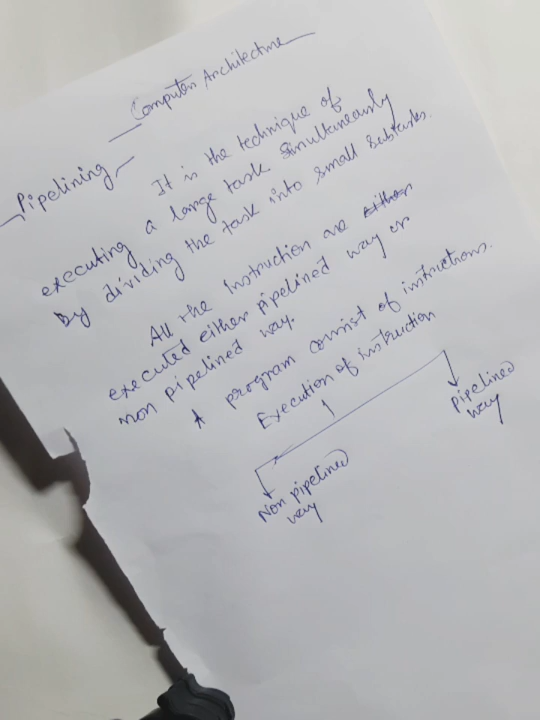 Computer Architecture
Pipelining
It is the technique of
executing a large task simultaneously
by dividing the task into small subtasks.
All the Instruction are either
executed either pipelined way or
non pipelined way.
A program consist of instructions.
Execution of instruction
Pipelined
way
Non pipelined
way